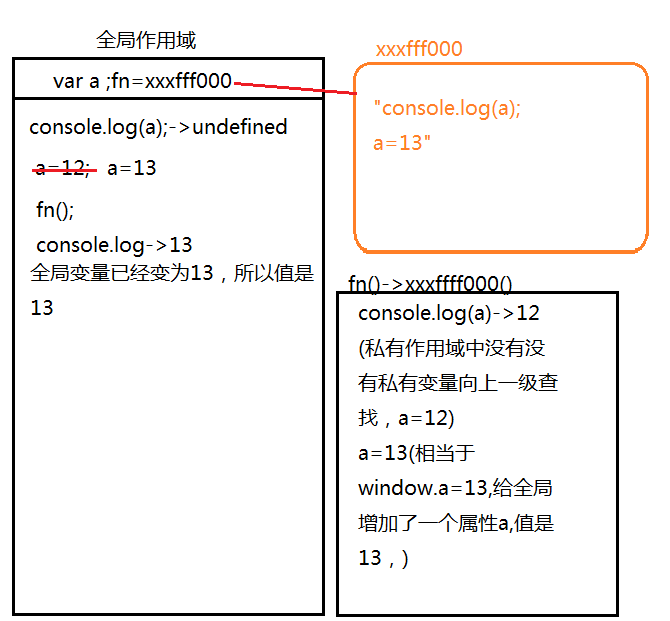 全局作用域
var a ;fn=xxxfff000
console.log(a);->undefined
a=12; a=13
fn();
console.log->13
全局变量已经变为13，所以值是
13
xxxfff000
"console.log(a);
a=13"
fn()->xxxffff000()
console.log(a)->12
(私有作用域中没有没
有私有变量向上一级查
找，a=12)
a=13(相当于
window.a=13,给全局
增加了一个属性a,值是
13，)